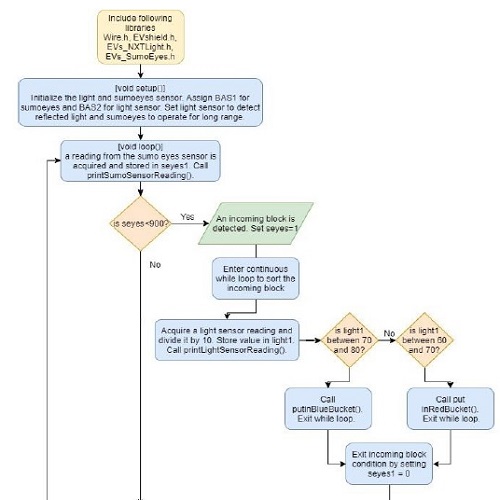 Include following
libraries
Wire.h, EVshield.h,
EVs_NXTLight.h,
EVs_SumoEyes.h
[void setup()]
Initialize the light and sumoeyes sensor. Assign BAS1 for
sumoeyes and BAS2 for light sensor. Set light sensor to detect
reflected light and sumoeyes to operate for long range.
[void loop()]
a reading from the sumo eyes sensor is
acquired and stored in seyes1. Call
printSumoSensorReading().
is seyes<900?
Yes
An incoming block is
detected. Set seyes=1
No
Enter continuous
while loop to sort the
incoming block
Acquire a light sensor reading and
divide it by 10. Store value in light1.
Call printLightSensorReading().
is light1
between 70
and 80?
No
is light1
between 50
and 70?
Call
putinBlueBucket().
Exit while loop.
Call put
inRedBucket().
Exit while loop.
Exit incoming block
condition by setting
seyes1 = 0